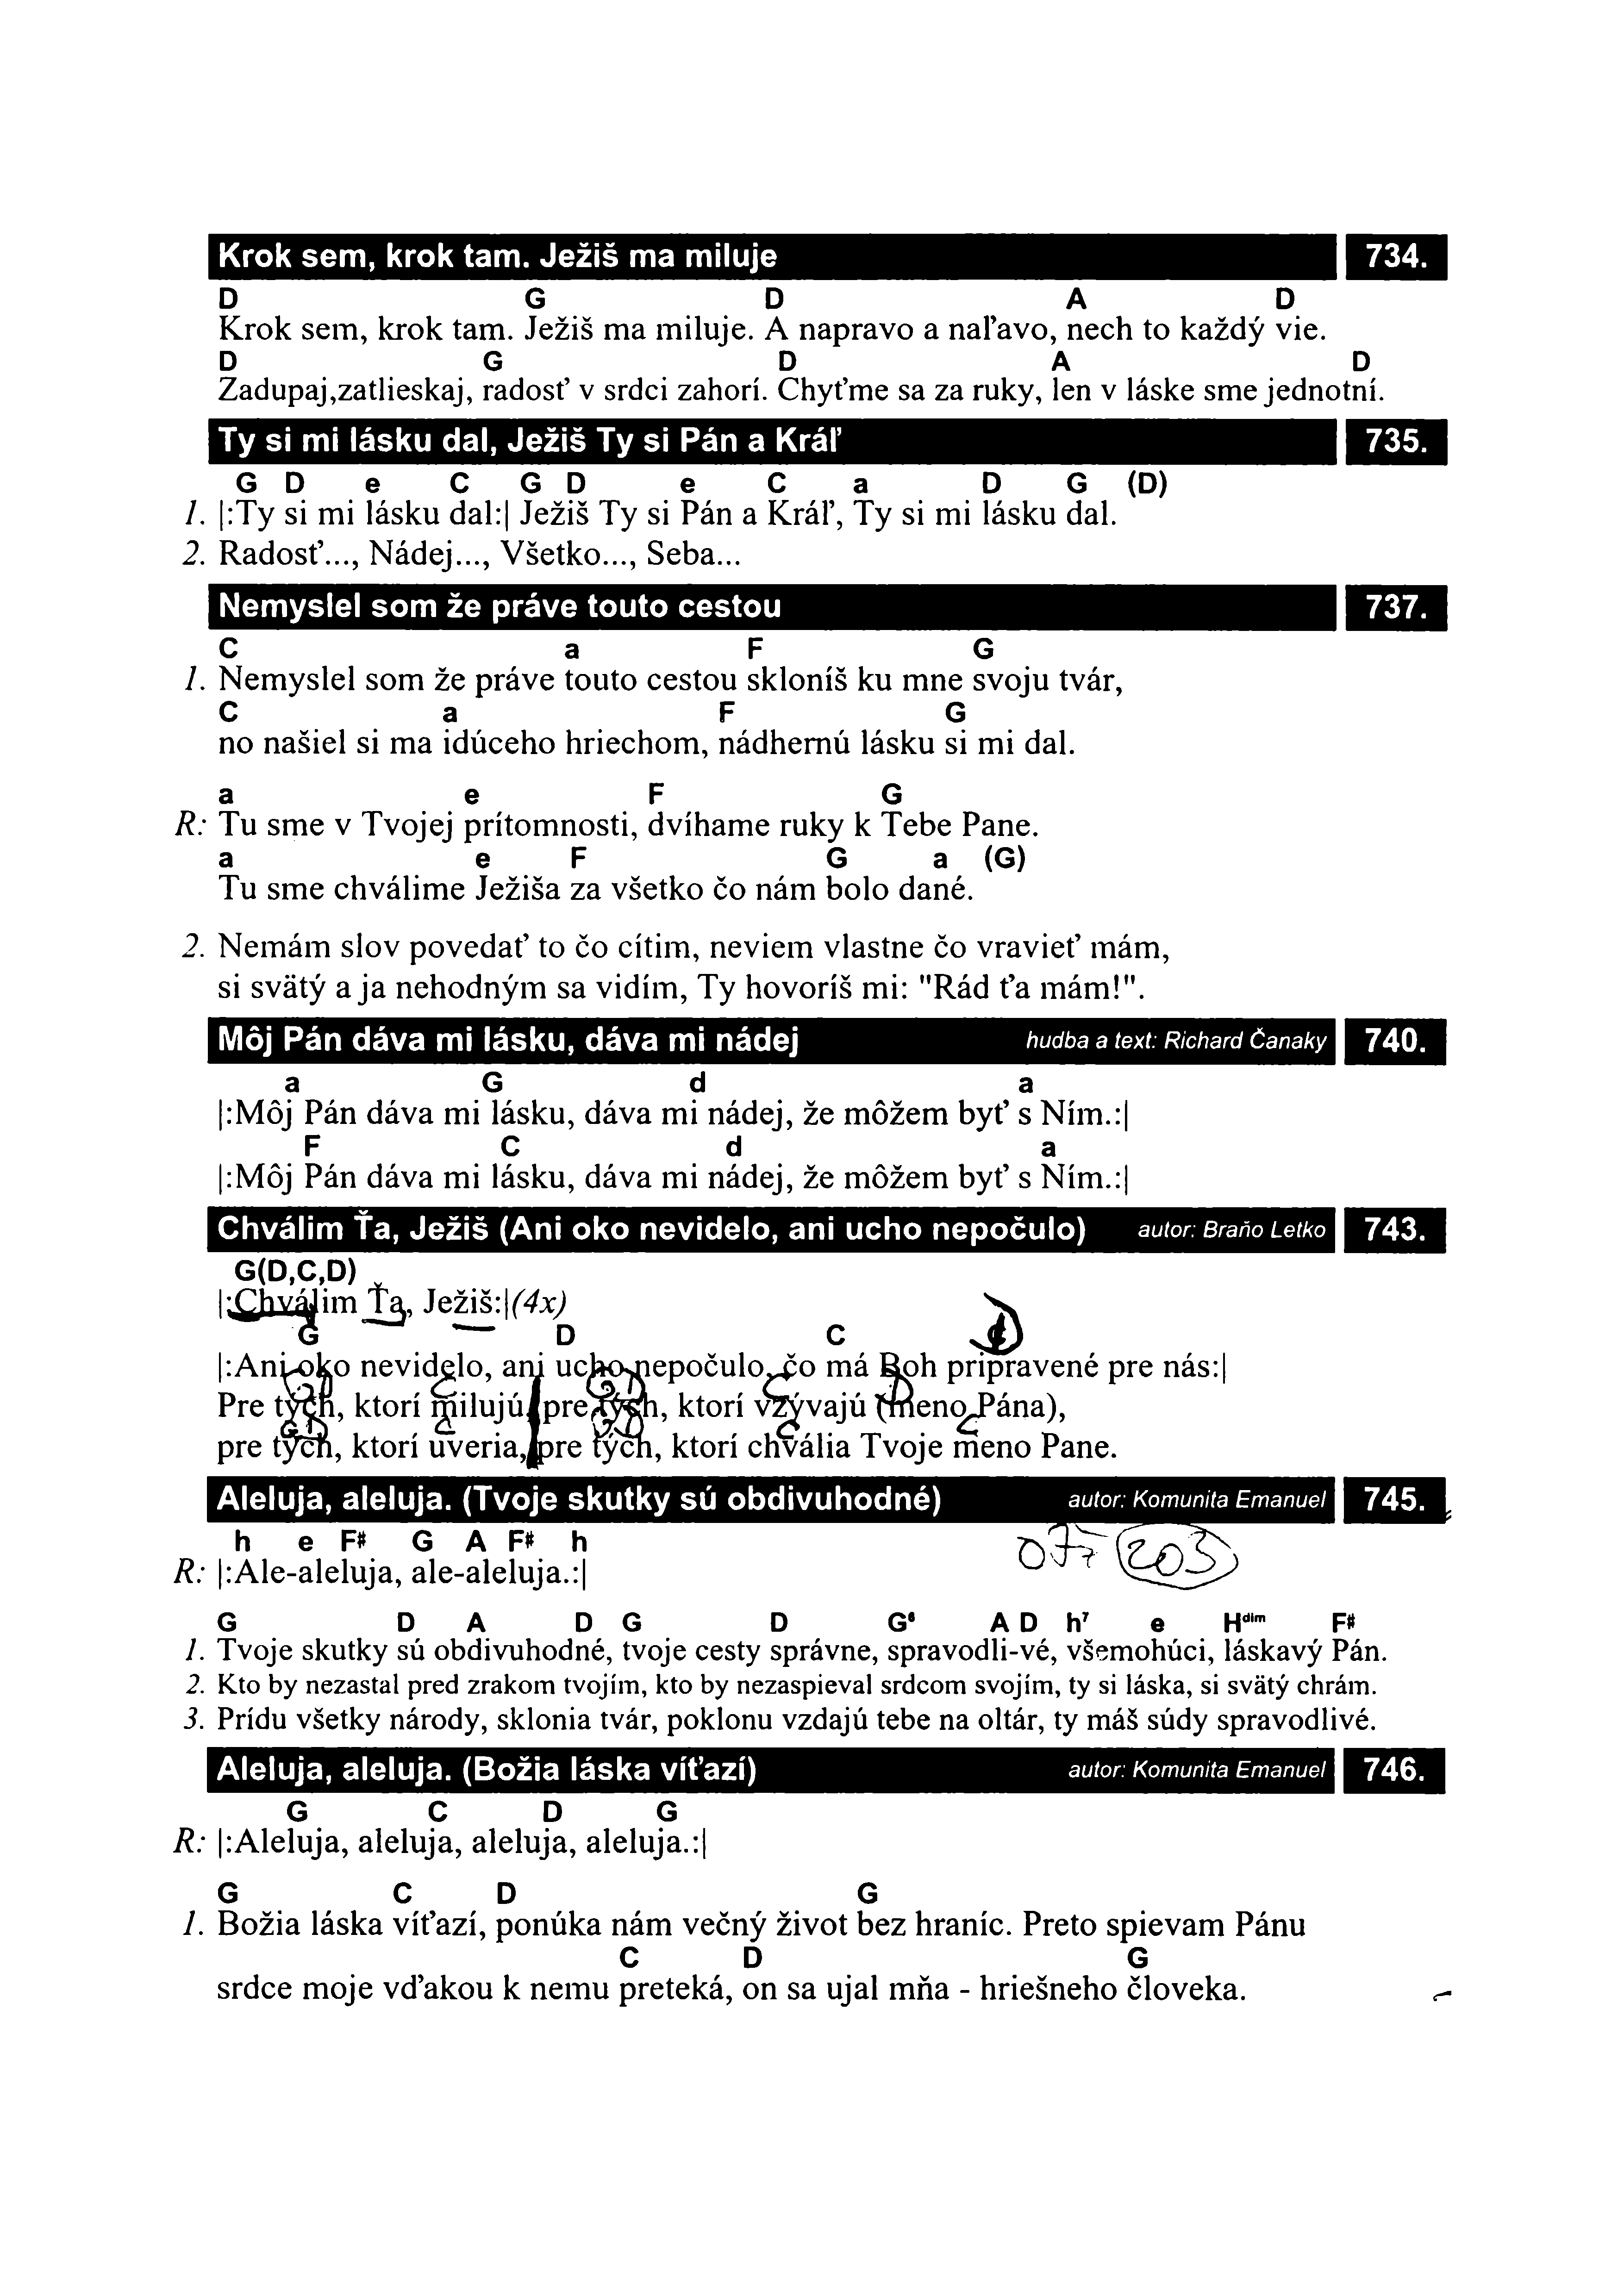 Krok sem, krok tam. Ježiš ma miluje 734.
D G D A D
Krok sem, krok tam. Ježiš ma miluje. A napravo a naľavo, nech to každý vie.
D G D A D
Zadupaj,zatlieskaj, radosť v srdci zahorí. Chyťme sa za ruky, len v láske sme jednotní.
Ty si mi lásku dal, Ježiš Ty si Pán a Kráľ 735.
G D e C G D e C a D G (D)
1. |:Ty si mi lásku dal:| Ježiš Ty si Pán a Kráľ, Ty si mi lásku dal.
2. Radosť..., Nádej..., Všetko..., Seba...
Nemyslel som že práve touto cestou 737.
C a F G
1. Nemyslel som že práve touto cestou skloníš ku mne svoju tvár,
C a F G
no našiel si ma idúceho hriechom, nádhernú lásku si mi dal.
a e F G
R: Tu sme v Tvojej prítomnosti, dvíhame ruky k Tebe Pane.
a e F G a (G)
Tu sme chválime Ježiša za všetko čo nám bolo dané.
2. Nemám slov povedať to čo cítim, neviem vlastne čo vravieť mám,
si svätý a ja nehodným sa vidím, Ty hovoríš mi: "Rád ťa mám!".
Môj Pán dáva mi lásku, dáva mi nádej hudba a text: Richard Čanaky 740.
a G d a
|:Môj Pán dáva mi lásku, dáva mi nádej, že môžem byť s Ním.:|
F C d a
|:Môj Pán dáva mi lásku, dáva mi nádej, že môžem byť s Ním.:|
Chválim Ťa, Ježiš (Ani oko nevidelo, ani ucho nepočulo) autor: Braňo Letko 743.
G(D,C,D)
|:Chválim Ťa, Ježiš:|(4x)
G D C D
|:Ani oko nevidelo, ani ucho nepočulo, čo má Boh pripravené pre nás:|
G D C G D C D
Pre tých, ktorí milujú, pre tých, ktorí vzývajú (meno Pána),
G D C G D C C
pre tých, ktorí uveria, pre tých, ktorí chvália Tvoje meno Pane.
Aleluja, aleluja. (Tvoje skutky sú obdivuhodné) autor: Komunita Emanuel 745.
h e F# G A F# h
203
R: |:Ale-aleluja, ale-aleluja.:|
G D A D G D G⁶ A D h⁷ e Hdim F#
1. Tvoje skutky sú obdivuhodné, tvoje cesty správne, spravodli-vé, všemohúci, láskavý Pán.
2. Kto by nezastal pred zrakom tvojím, kto by nezaspieval srdcom svojím, ty si láska, si svätý chrám.
3. Prídu všetky národy, sklonia tvár, poklonu vzdajú tebe na oltár, ty máš súdy spravodlivé.
Aleluja, aleluja. (Božia láska víťazí) autor: Komunita Emanuel 746.
G C D G
R: |:Aleluja, aleluja, aleluja, aleluja.:|
G C D G
1. Božia láska víťazí, ponúka nám večný život bez hraníc. Preto spievam Pánu
C D G
srdce moje vďakou k nemu preteká, on sa ujal mňa - hriešneho človeka.